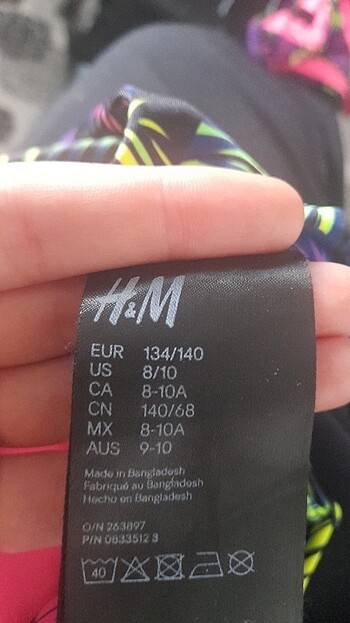 H&M
EUR 134/140
US 8/10
CA 8-10A
CN 140/68
MX 8-10A
AUS 9-10
Made in Bangladesh
Fabriqué au Bangladesh
Hecho en Bangladesh
O/N 263897
P/N 0833512 3
40